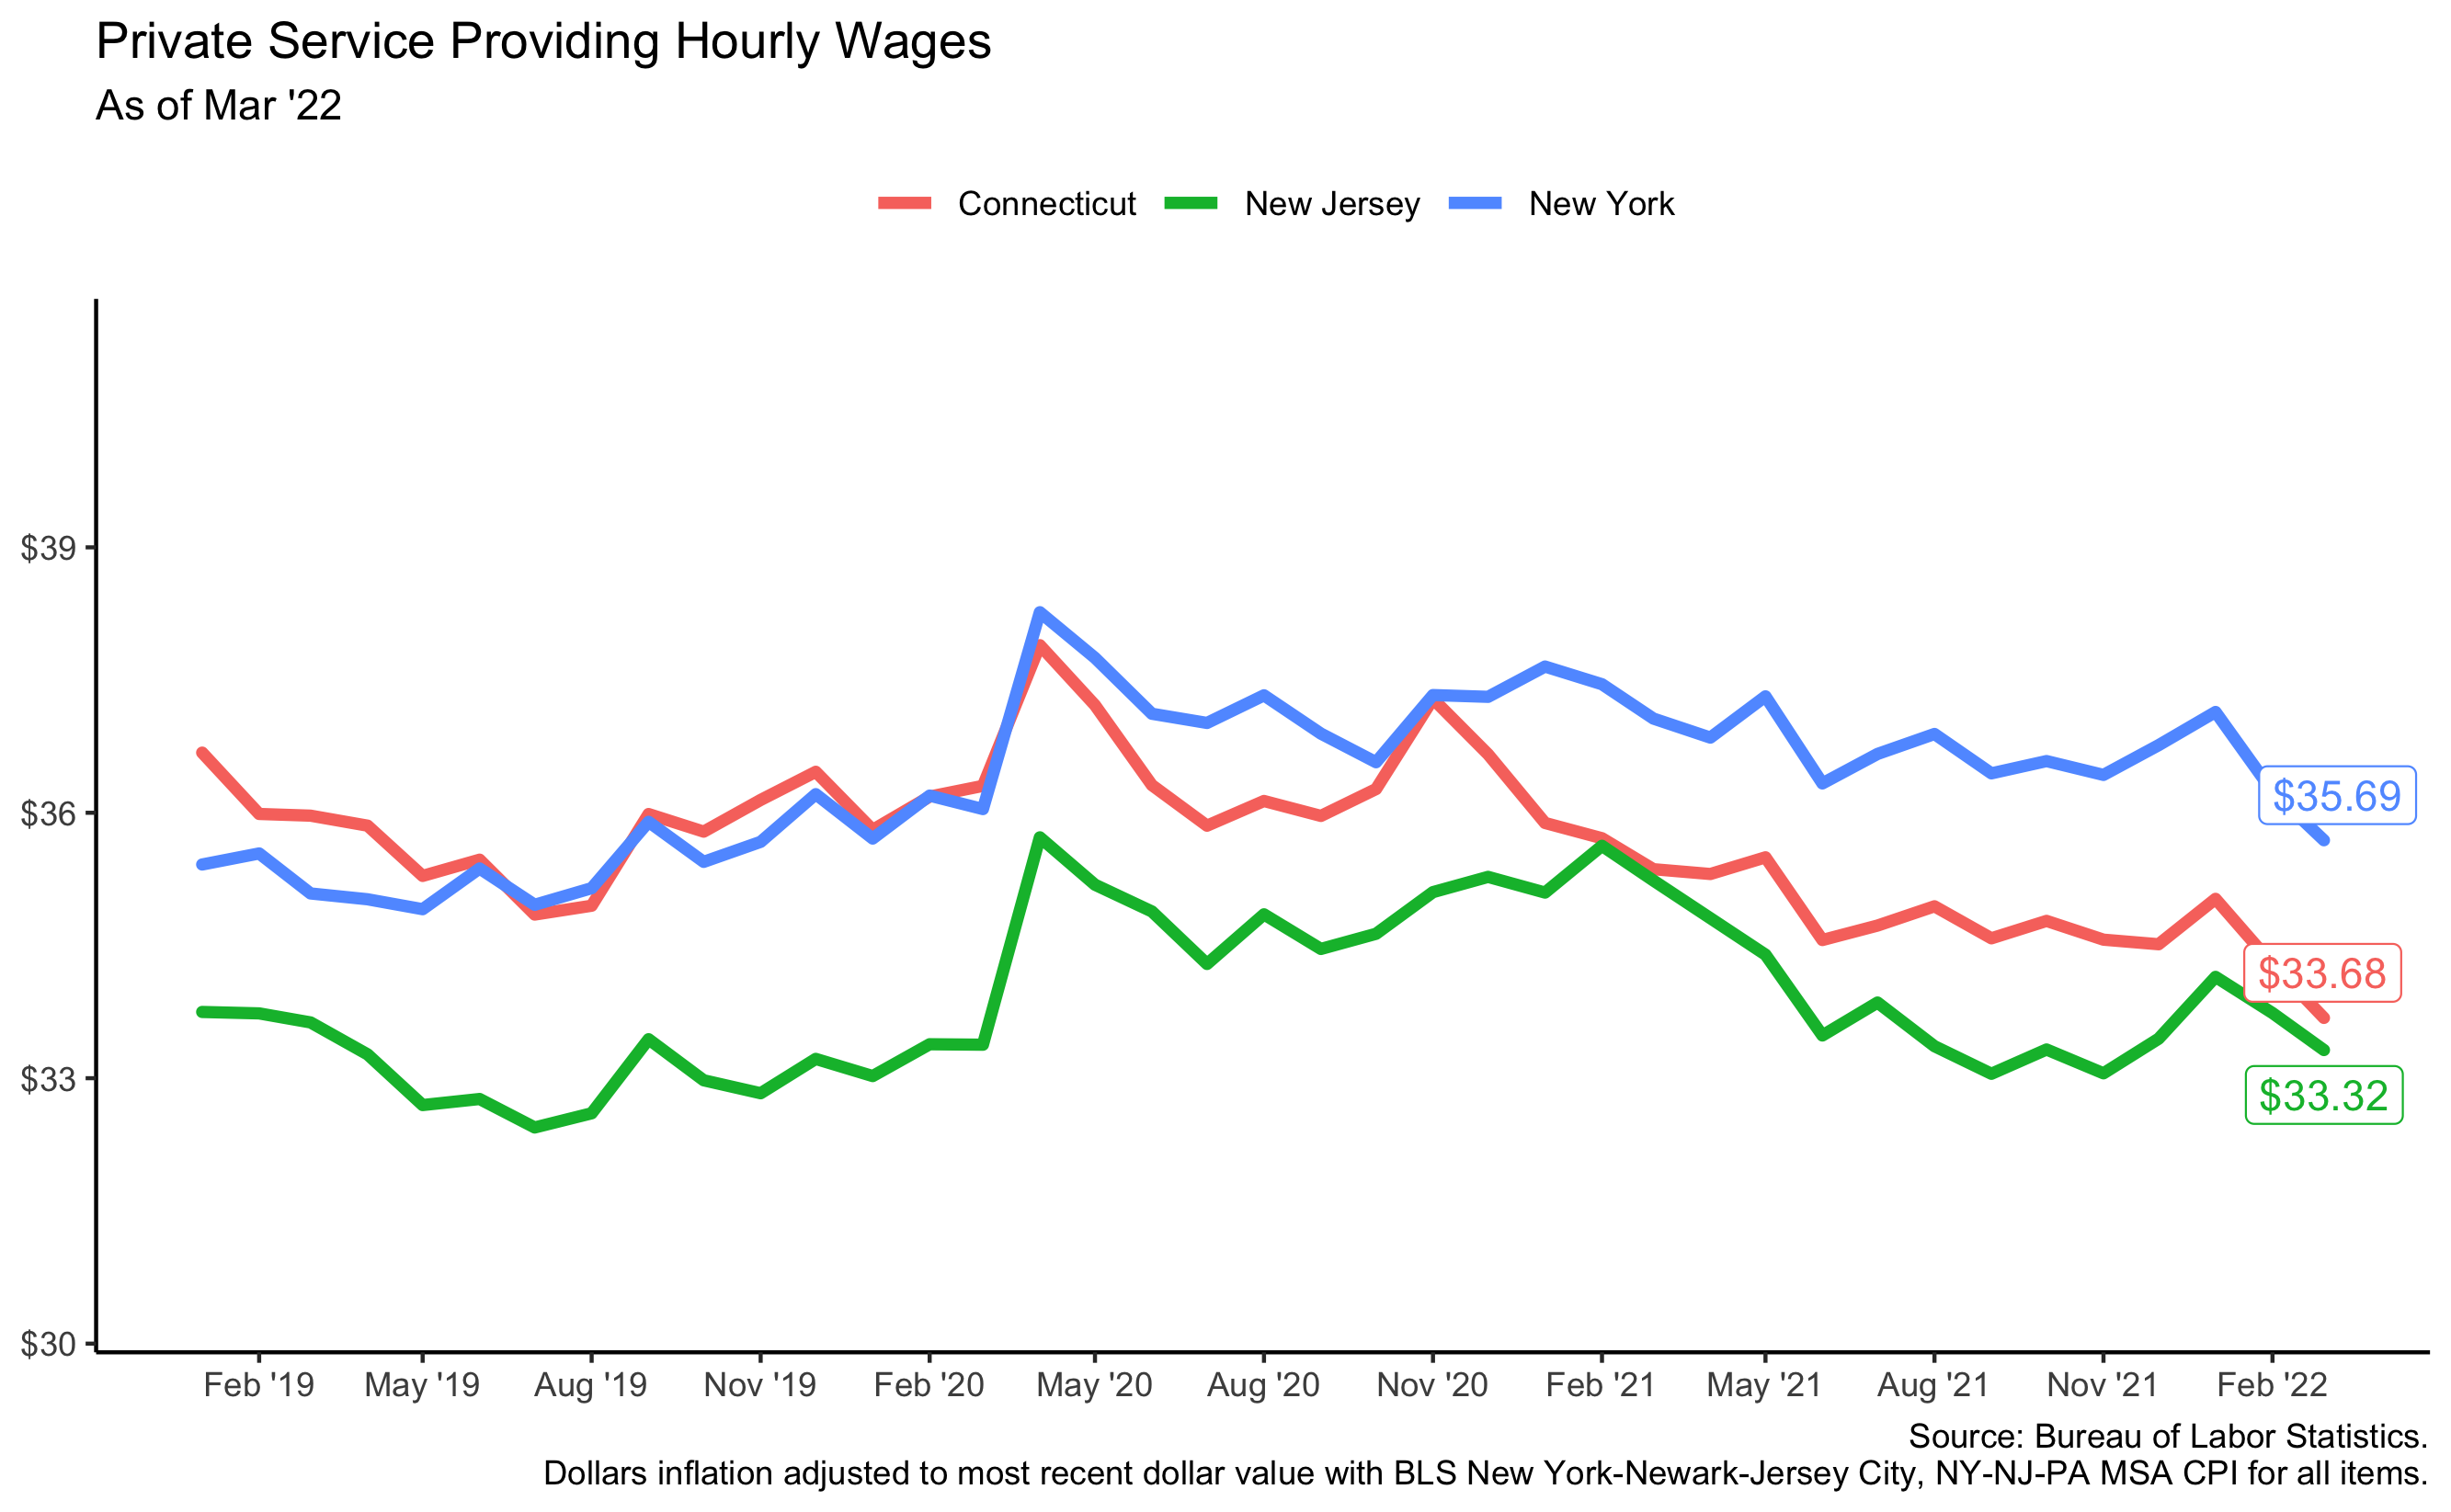 Private Service Providing Hourly Wages
As of Mar '22
Connecticut New Jersey New York
$39
$36
$33
$30
$35.69
$33.68
$33.32
Feb '19 May '19 Aug '19 Nov '19 Feb '20 May '20 Aug '20 Nov '20 Feb '21 May '21 Aug '21 Nov '21 Feb '22
Source: Bureau of Labor Statistics.
Dollars inflation adjusted to most recent dollar value with BLS New York-Newark-Jersey City, NY-NJ-PA MSA CPI for all items.